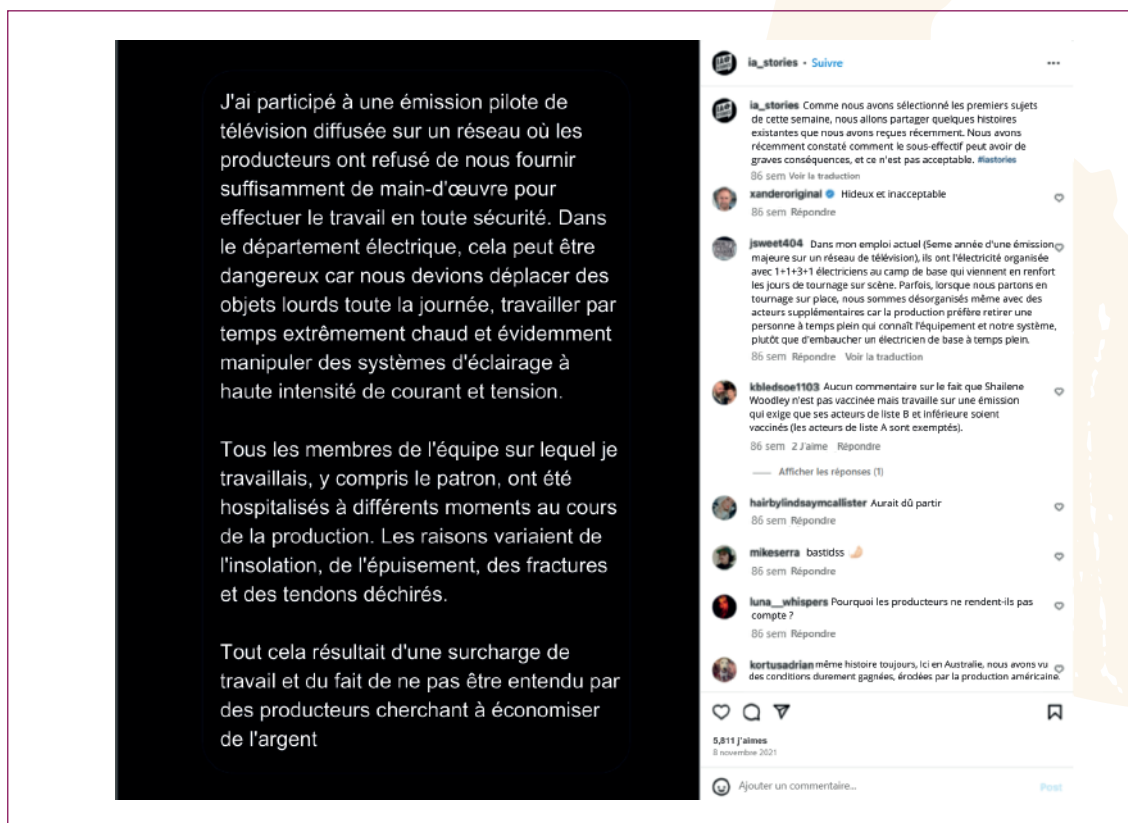 J'ai participé à une émission pilote de
télévision diffusée sur un réseau où les
producteurs ont refusé de nous fournir
suffisamment de main-d'œuvre pour
effectuer le travail en toute sécurité. Dans
le département électrique, cela peut être
dangereux car nous devions déplacer des
objets lourds toute la journée, travailler par
temps extrêmement chaud et évidemment
manipuler des systèmes d'éclairage à
haute intensité de courant et tension.
Tous les membres de l'équipe sur lequel je
travaillais, y compris le patron, ont été
hospitalisés à différents moments au cours
de la production. Les raisons variaient de
l'insolation, de l'épuisement, des fractures
et des tendons déchirés.
Tout cela résultait d'une surcharge de
travail et du fait de ne pas être entendu par
des producteurs cherchant à économiser
de l'argent
ia_stories • Suivre
ia_stories Comme nous avons sélectionné les premiers sujets
de cette semaine, nous allons partager quelques histoires
existantes que nous avons reçues récemment. Nous avons
récemment constaté comment le sous-effectif peut avoir de
graves conséquences, et ce n'est pas acceptable. #iastories
86 sem Voir la traduction
xanderoriginal Hideux et inacceptable
86 sem Répondre
jsweet404 Dans mon emploi actuel (5eme année d'une émission
majeure sur un réseau de télévision), ils ont l'électricité organisée
avec 1+1+3+1 électriciens au camp de base qui viennent en renfort
les jours de tournage sur scène. Parfois, lorsque nous partons en
tournage sur place, nous sommes désorganisés même avec des
acteurs supplémentaires car la production préfère retirer une
personne à temps plein qui connaît l'équipement et notre système,
plutôt que d'embaucher un électricien de base à temps plein.
86 sem Répondre Voir la traduction
kbledsoe1103 Aucun commentaire sur le fait que Shailene
Woodley n'est pas vaccinée mais travaille sur une émission
qui exige que ses acteurs de liste B et inférieure soient
vaccinés (les acteurs de liste A sont exemptés).
86 sem 2 J'aime Répondre
Afficher les réponses (1)
hairbylindsaymcallister Aurait dû partir
86 sem Répondre
mikeserra bastidss 🤌🏻
86 sem Répondre
luna__whispers Pourquoi les producteurs ne rendent-ils pas
compte ?
86 sem Répondre
kortusadrian même histoire toujours, Ici en Australie, nous avons vu
des conditions durement gagnées, érodées par la production américaine.
5,811 j'aimes
8 novembre 2021
Ajouter un commentaire...
Post